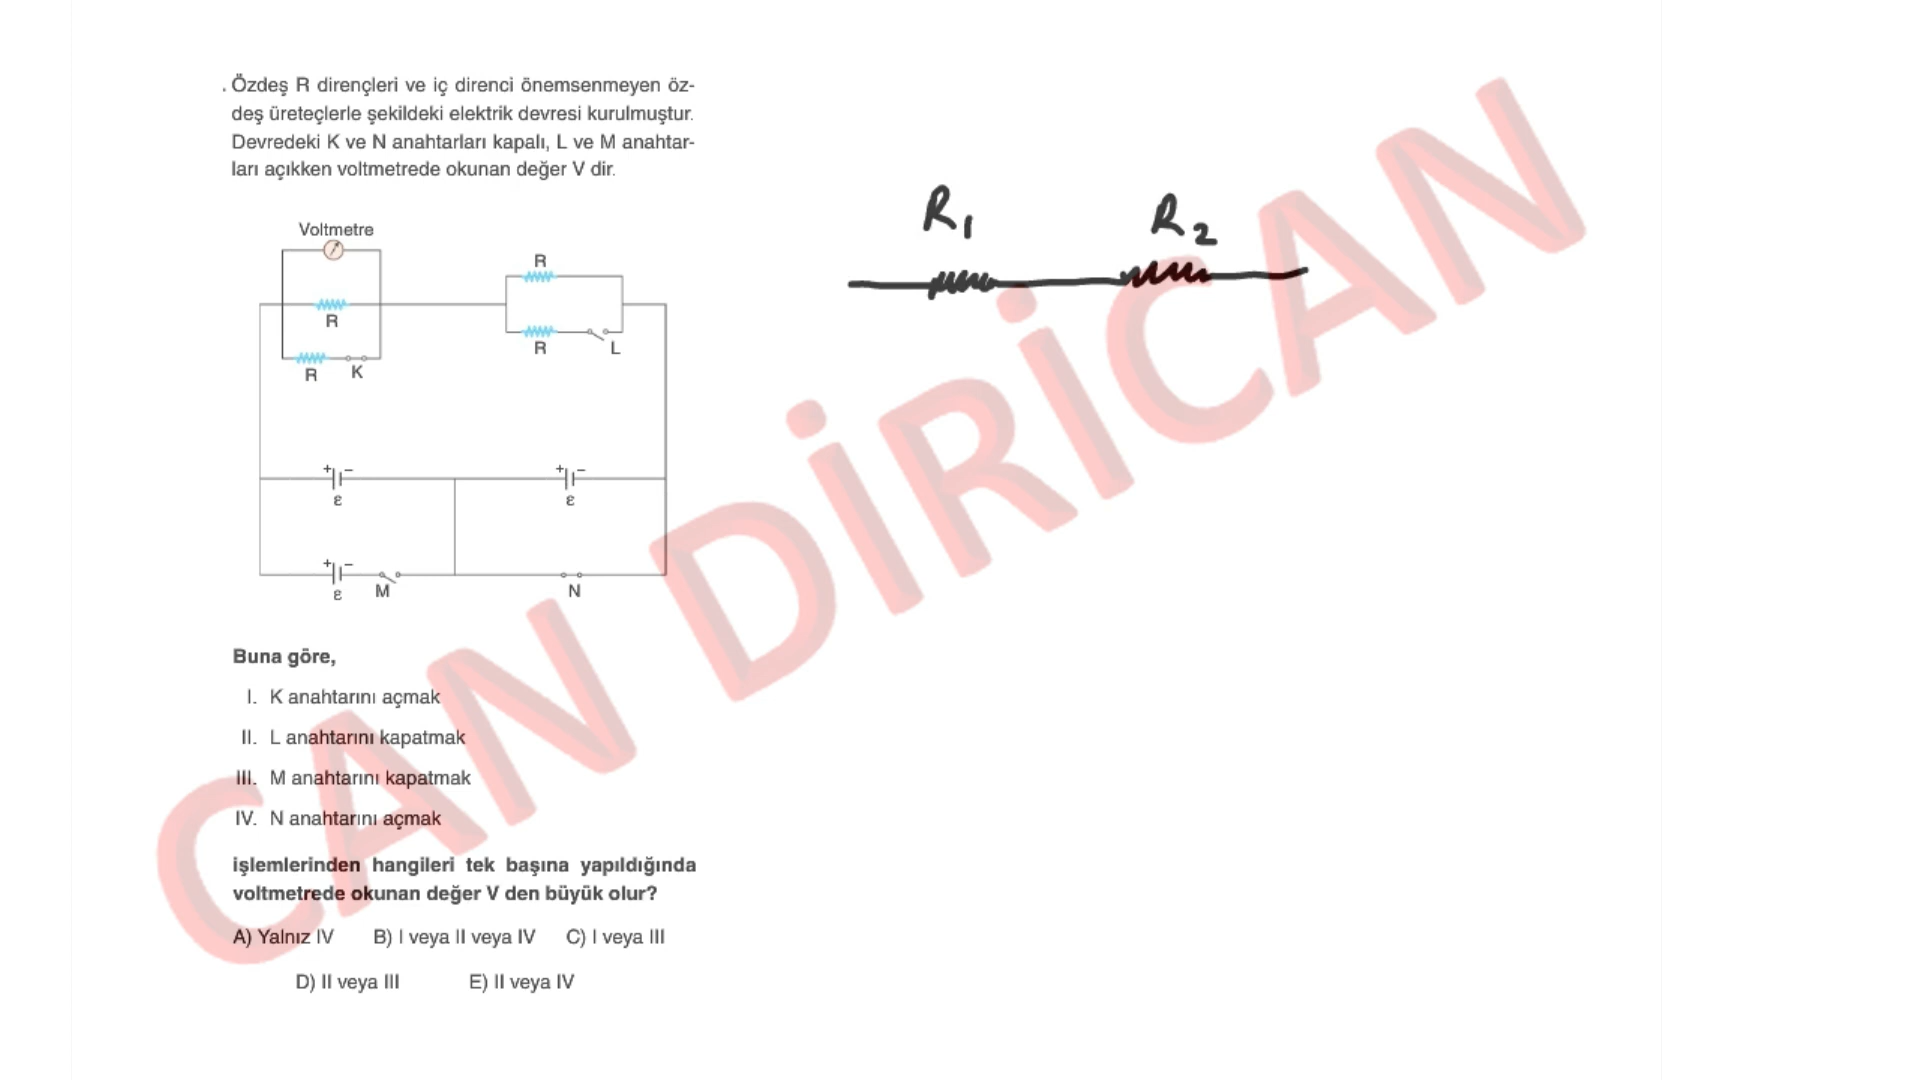 . Özdeş R dirençleri ve iç direnci önemsenmeyen öz-
deş üreteçlerle şekildeki elektrik devresi kurulmuştur.
Devredeki K ve N anahtarları kapalı, L ve M anahtar-
ları açıkken voltmetrede okunan değer V dir.
R₁ R₂
Voltmetre
R
R
R L
R K
+ - + -
ε ε
+ -
ε M N
Buna göre,
I. K anahtarını açmak
II. L anahtarını kapatmak
III. M anahtarını kapatmak
IV. N anahtarını açmak
işlemlerinden hangileri tek başına yapıldığında
voltmetrede okunan değer V den büyük olur?
A) Yalnız IV B) I veya II veya IV C) I veya III
D) II veya III E) II veya IV
CAN DİRİCAN